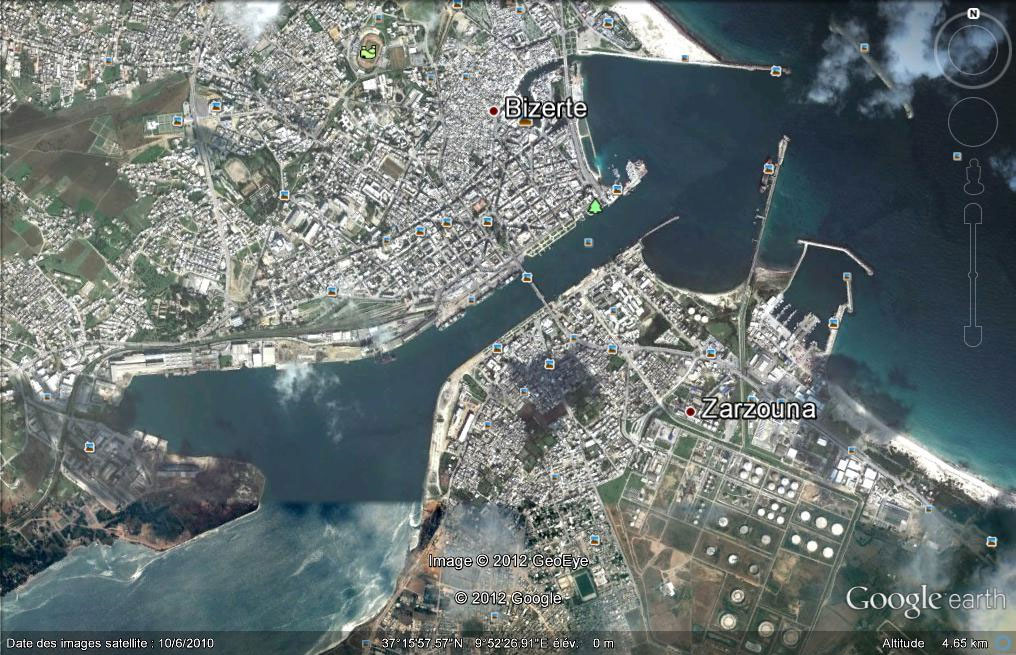 N
Bizerte
Zarzouna
Image © 2012 GeoEye
© 2012 Google
Google earth
Date des images satellite : 10/6/2010 37°15'57.57"N 9°52'26.91"E élév. 0 m Altitude 4.65 km